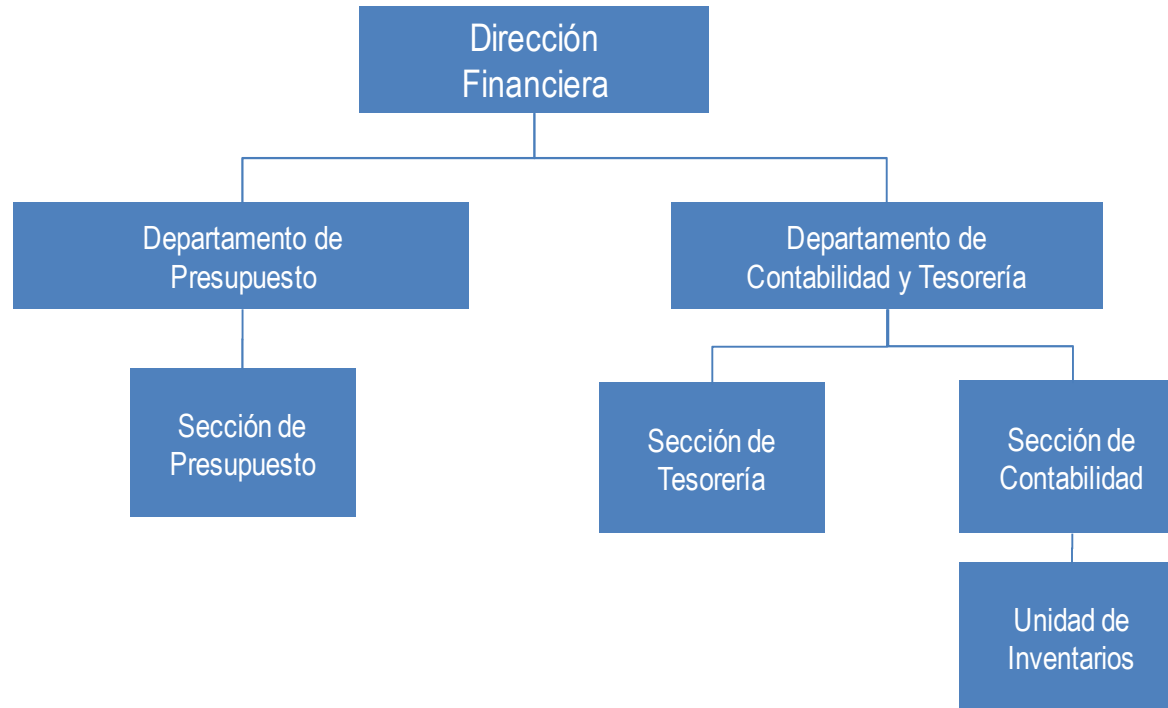 Dirección
Financiera
Departamento de
Presupuesto
Departamento de
Contabilidad y Tesorería
Sección de
Presupuesto
Sección de
Tesorería
Sección de
Contabilidad
Unidad de
Inventarios